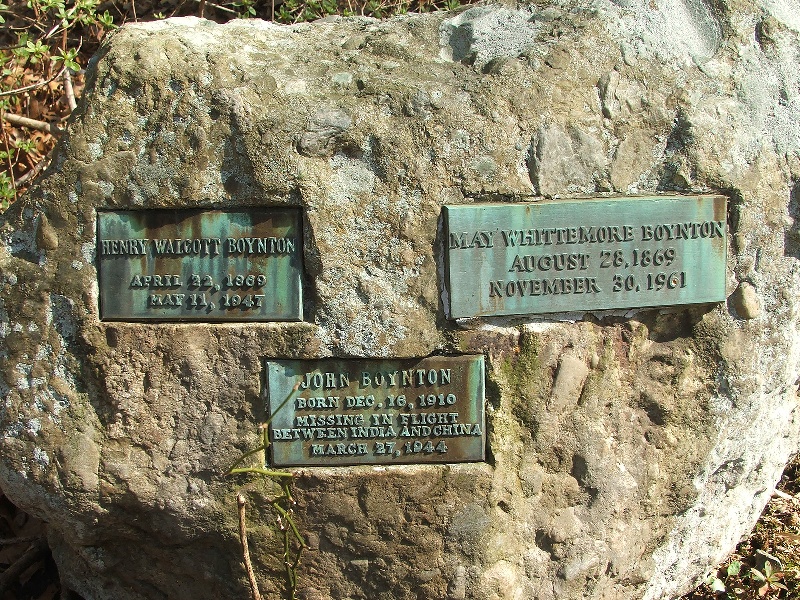 HENRY WALCOTT BOYNTON
APRIL 22, 1869
MAY 11, 1947
MAY WHITTEMORE BOYNTON
AUGUST 28, 1869
NOVEMBER 30, 1961
JOHN BOYNTON
BORN DEC. 16, 1910
MISSING IN FLIGHT
BETWEEN INDIA AND CHINA
MARCH 27, 1944